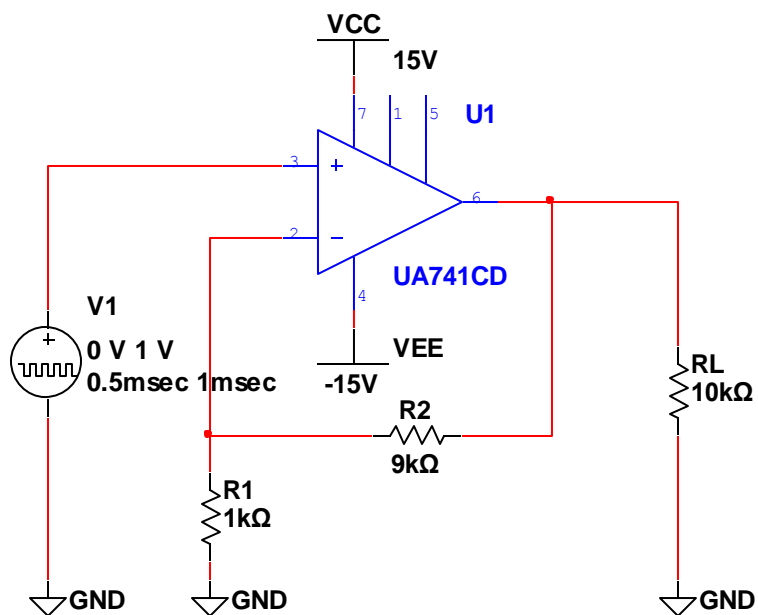 VCC
15V
7
1
5
U1
3
+
6
2
−
UA741CD
4
V1
+
0 V 1 V
0.5msec 1msec
VEE
-15V
R2
9kΩ
RL
10kΩ
R1
1kΩ
GND
GND
GND